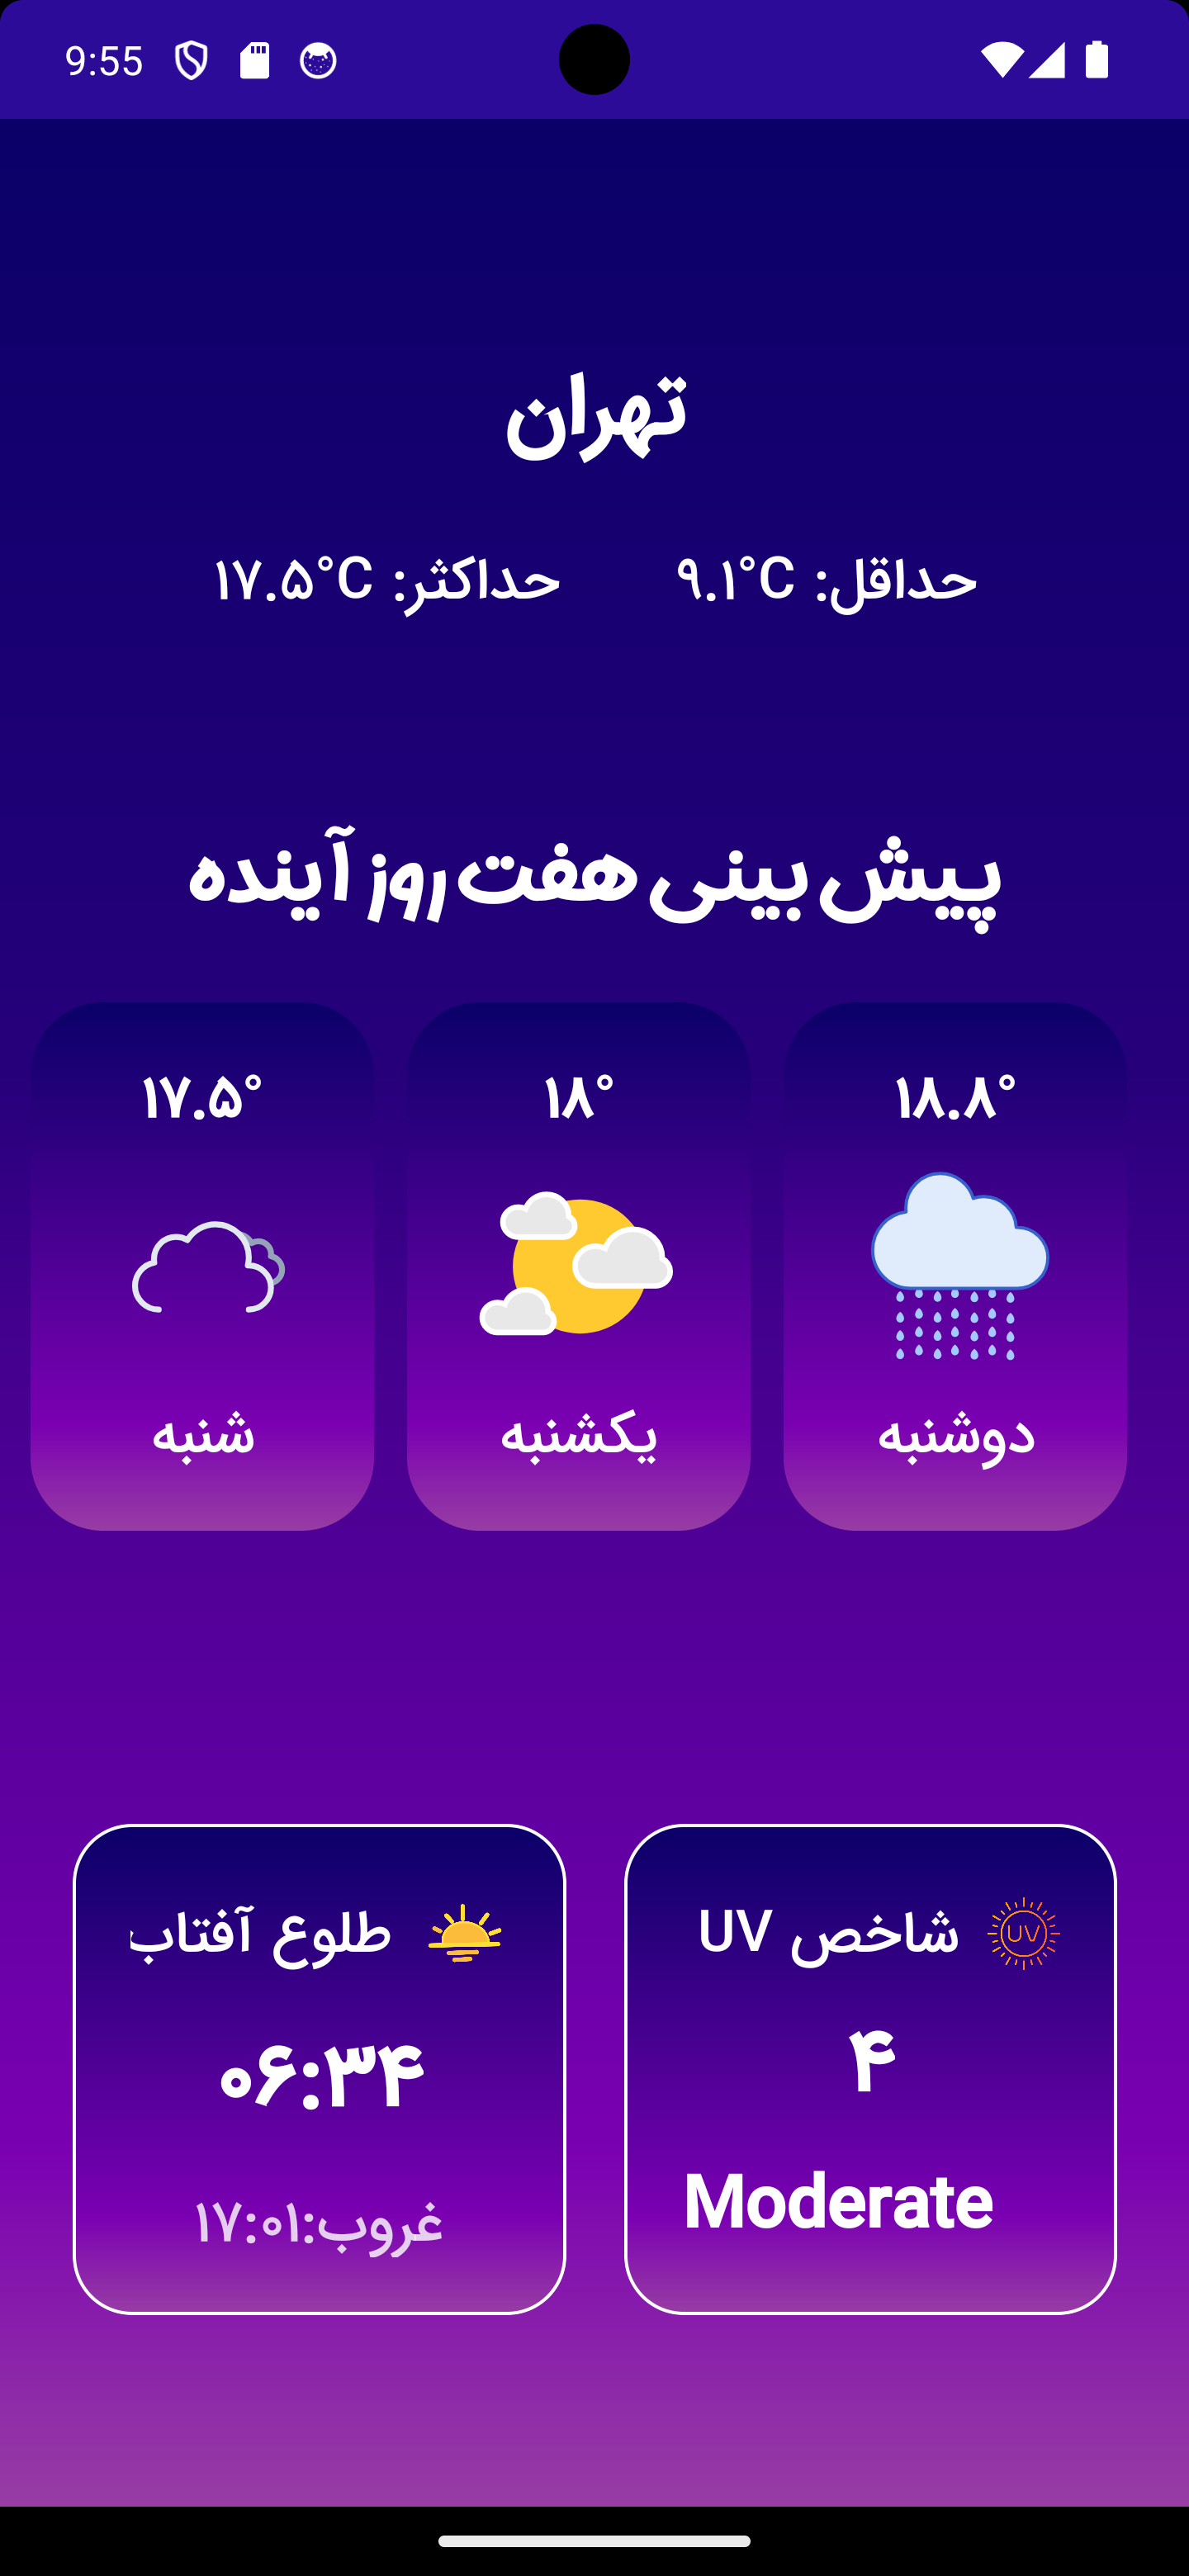 9:55
تهران
حداقل: ۹.۱°C
حداکثر: ۱۷.۵°C
پیش بینی هفت روز آینده
۱۸.۸°
۱۸°
۱۷.۵°
دوشنبه
یکشنبه
شنبه
UV
شاخص UV
۴
Moderate
طلوع آفتاب
۰۶:۳۴
غروب:۱۷:۰۱